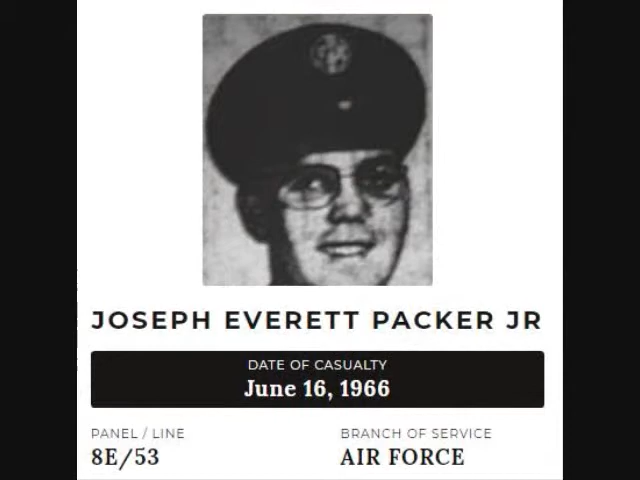 JOSEPH EVERETT PACKER JR
DATE OF CASUALTY
June 16, 1966
PANEL / LINE
BRANCH OF SERVICE
8E/53
AIR FORCE